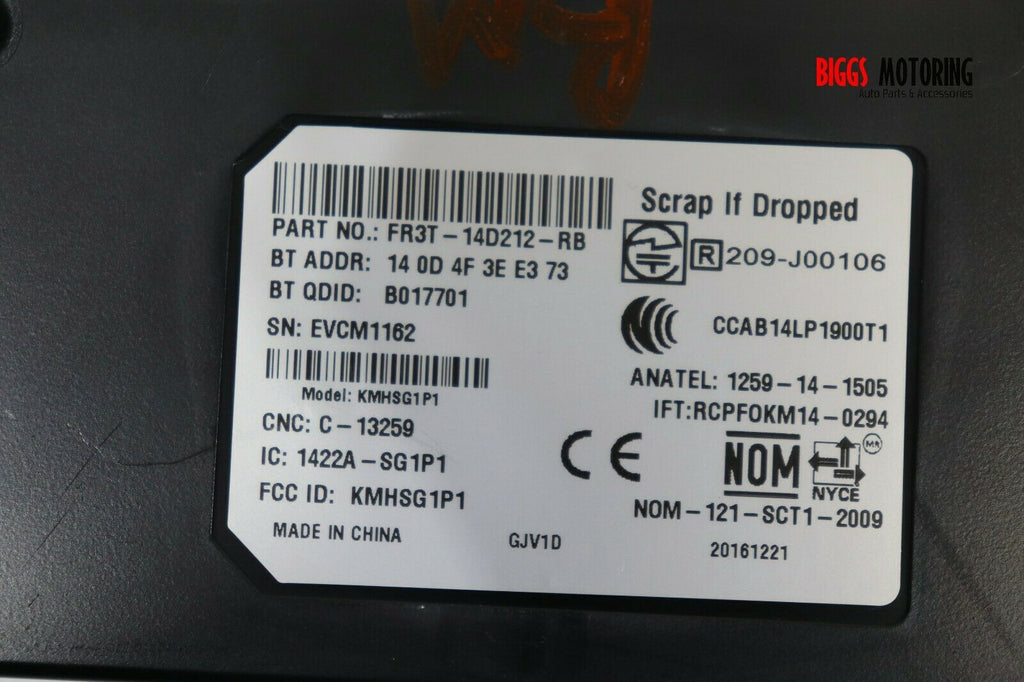 BIGGS MOTORING
Auto Parts & Accessories
PART NO.: FR3T-14D212-RB
BT ADDR: 14 0D 4F 3E E3 73
BT QDID: B017701
SN: EVCM1162
Model: KMHSG1P1
CNC: C-13259
IC: 1422A-SG1P1
FCC ID: KMHSG1P1
MADE IN CHINA
GJV1D
Scrap If Dropped
R 209-J00106
CCAB14LP1900T1
ANATEL: 1259-14-1505
IFT:RCPFOKM14-0294
CE
NOM
NYCE
NOM-121-SCT1-2009
20161221